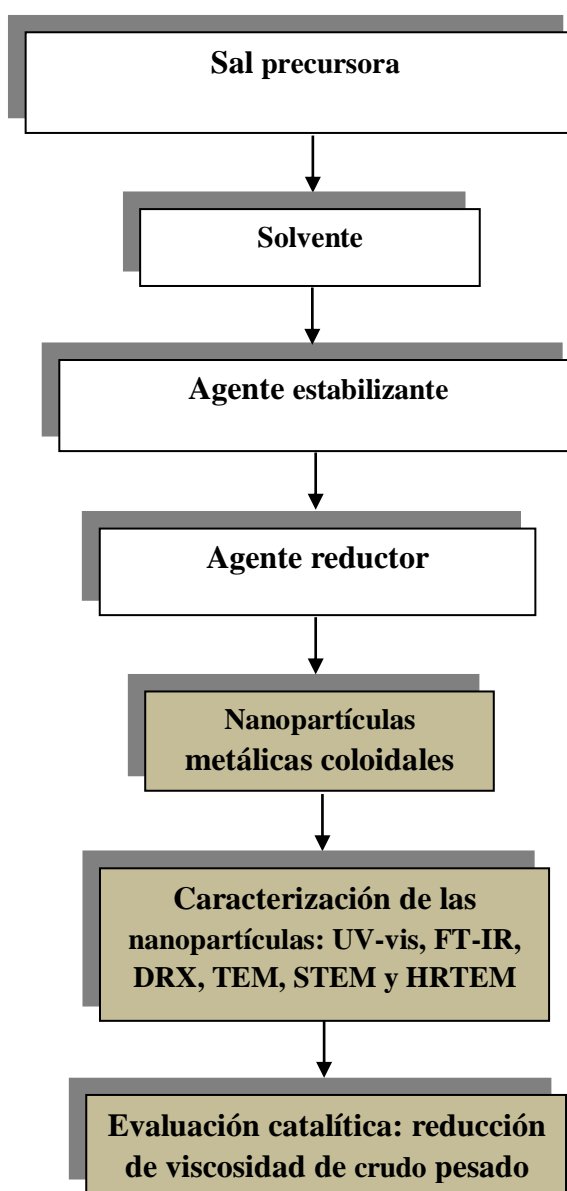 Sal precursora
Solvente
Agente estabilizante
Agente reductor
Nanopartículas
metálicas coloidales
Caracterización de las
nanopartículas: UV-vis, FT-IR,
DRX, TEM, STEM y HRTEM
Evaluación catalítica: reducción
de viscosidad de crudo pesado